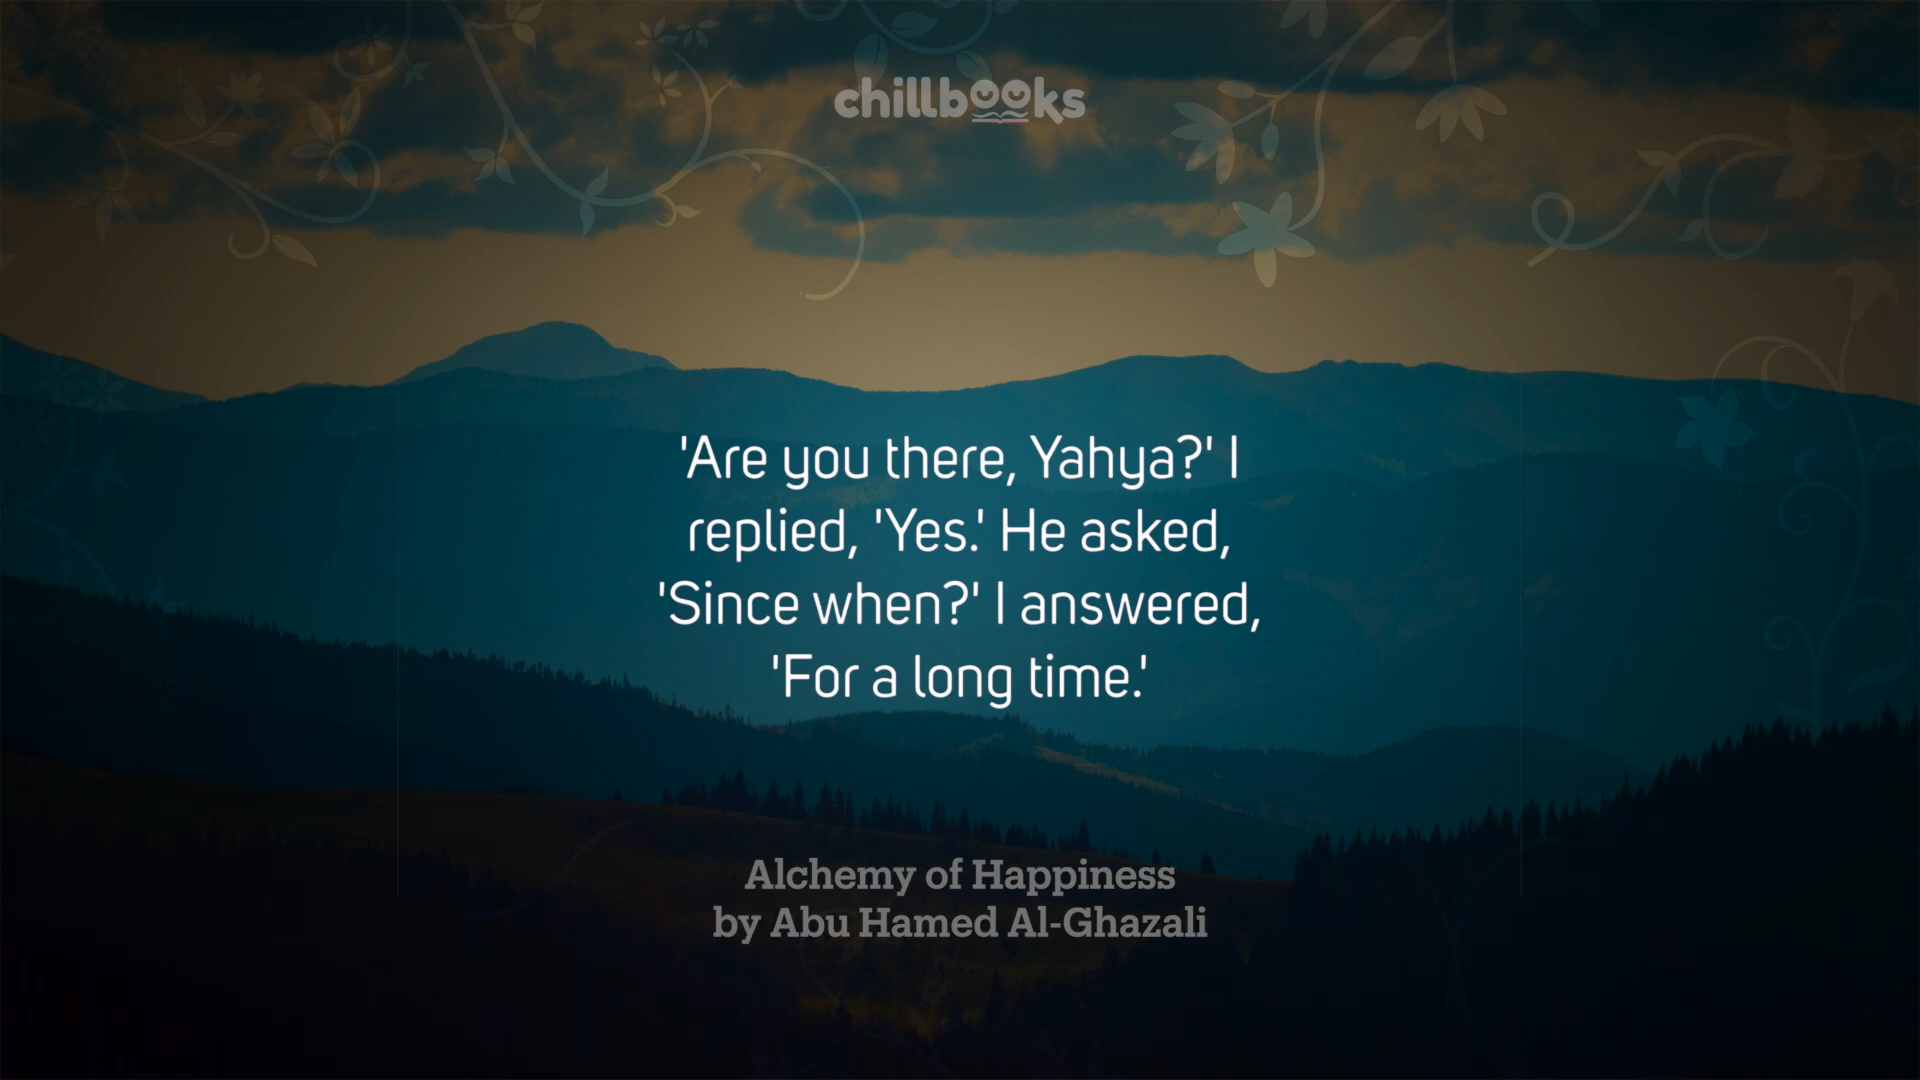 chillbooks
'Are you there, Yahya?' I
replied, 'Yes.' He asked,
'Since when?' I answered,
'For a long time.'
Alchemy of Happiness
by Abu Hamed Al-Ghazali